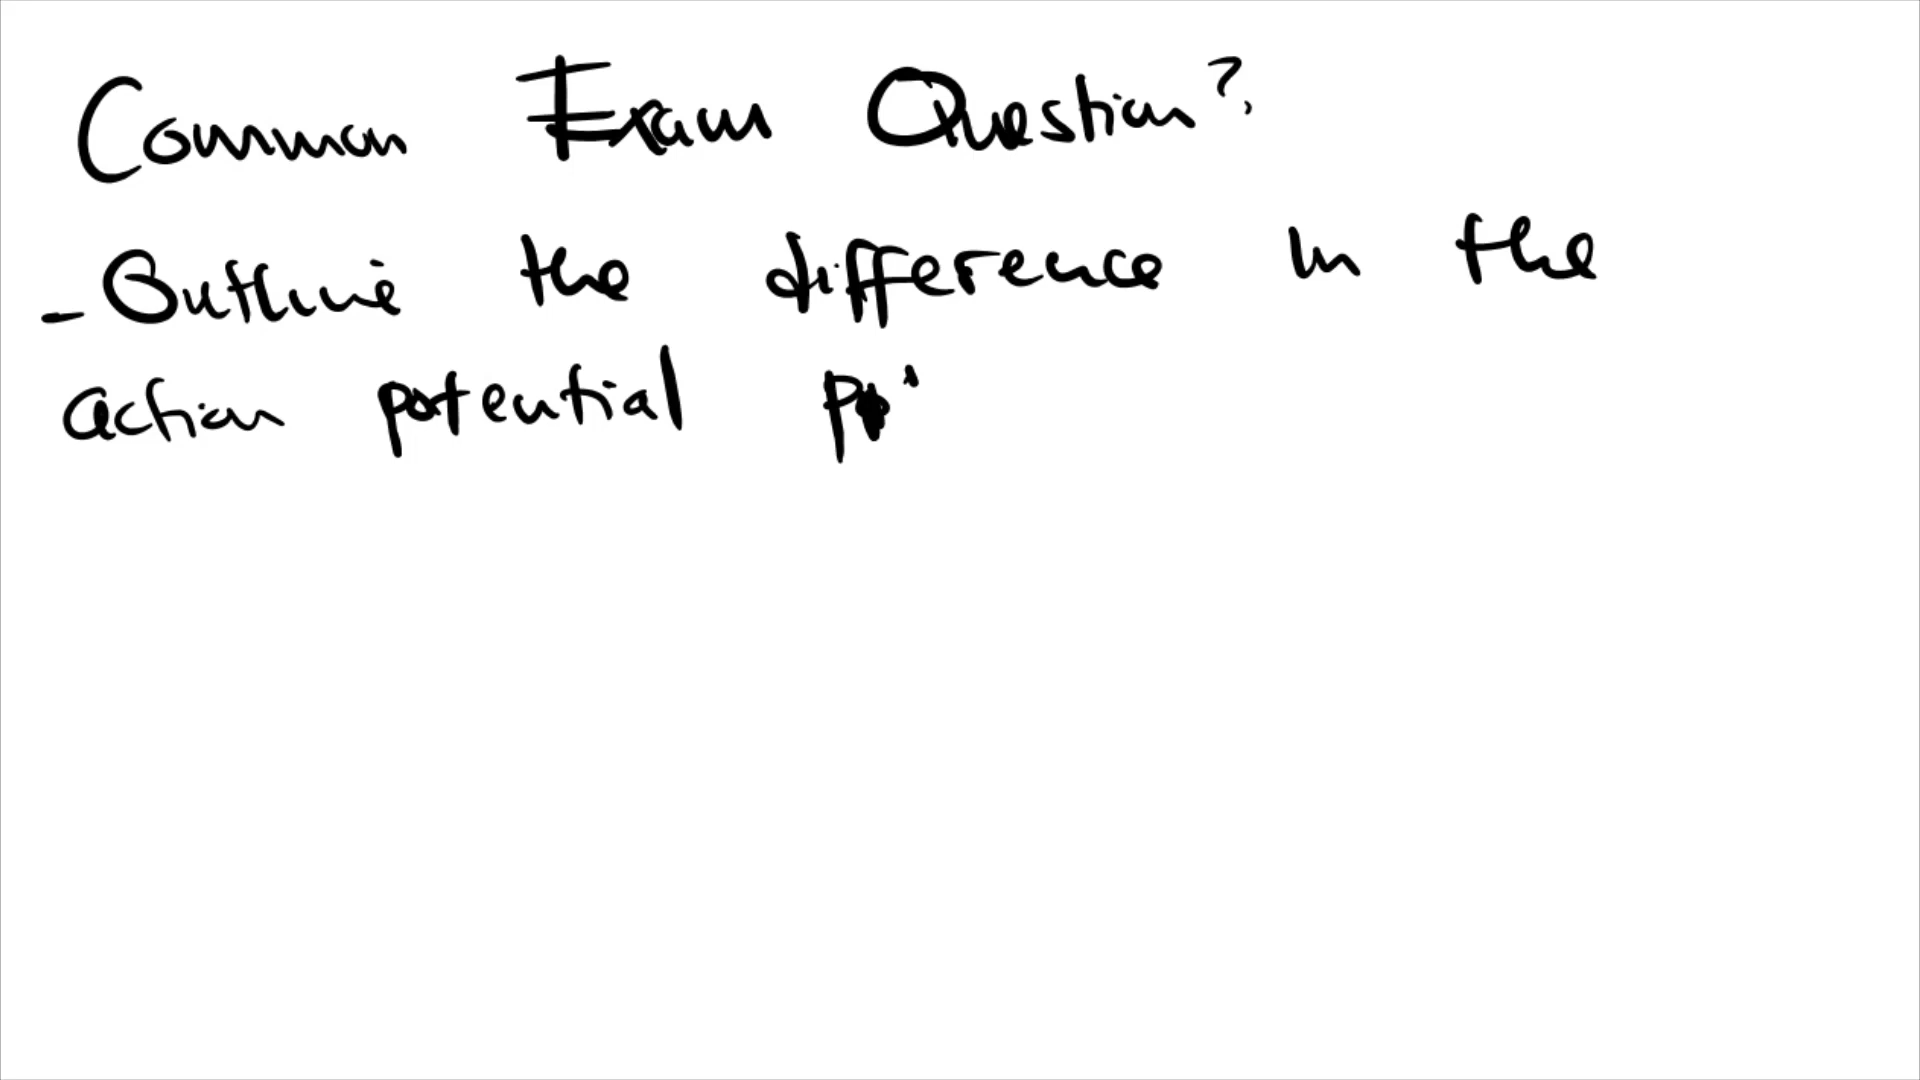 Common Exam Question?
- Outline the difference in the
action potential